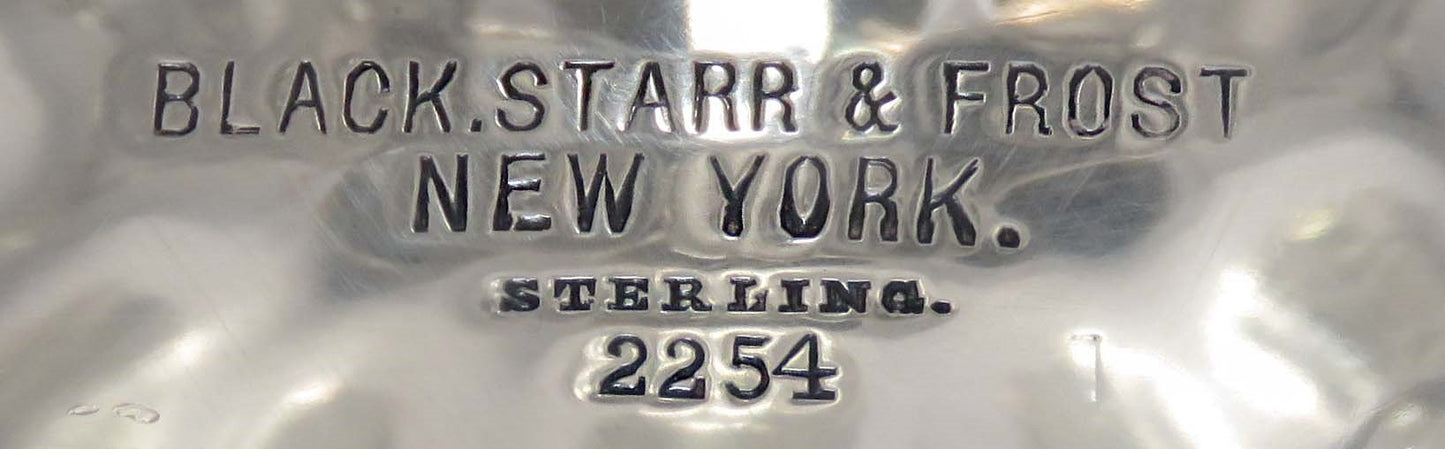 BLACK.STARR & FROST
NEW YORK.
STERLING.
2254